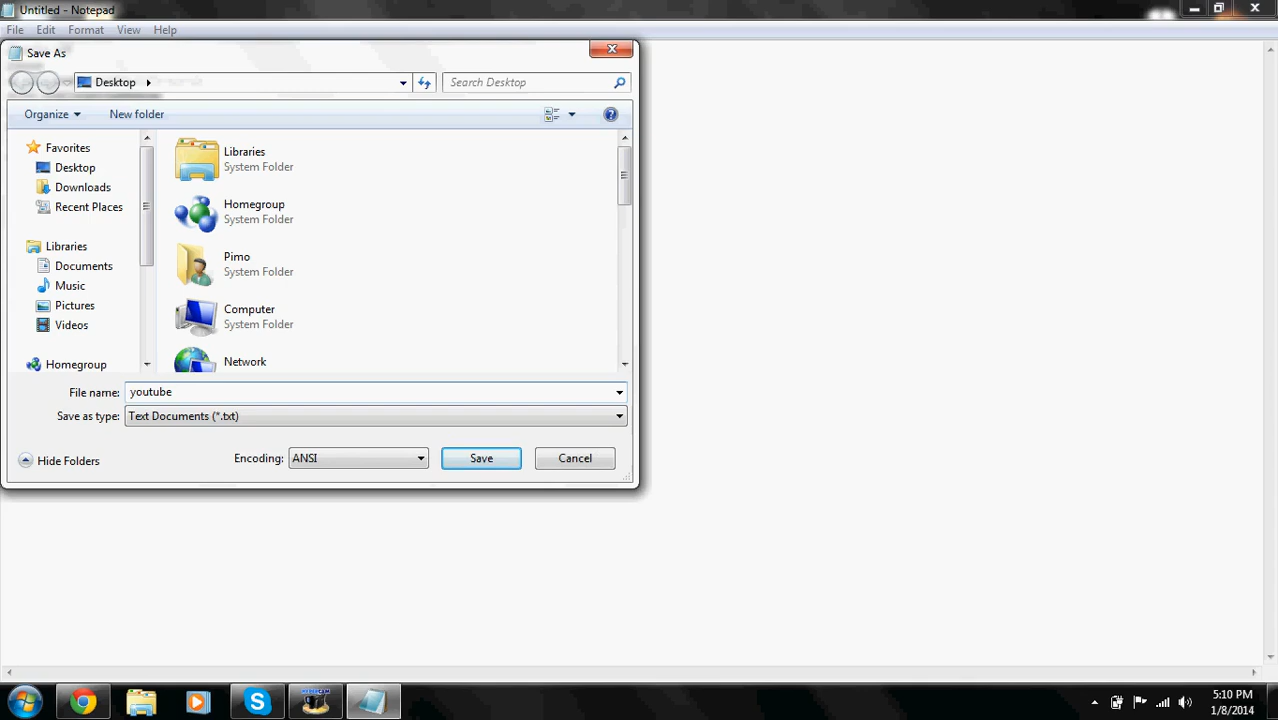 Untitled - Notepad
File Edit Format View Help
Save As
Desktop
Search Desktop
Organize New folder
Favorites
Desktop
Downloads
Recent Places
Libraries
Documents
Music
Pictures
Videos
Homegroup
Libraries
System Folder
Homegroup
System Folder
Pimo
System Folder
Computer
System Folder
Network
File name: youtube
Save as type: Text Documents (*.txt)
Hide Folders
Encoding: ANSI
Save
Cancel
5:10 PM
1/8/2014